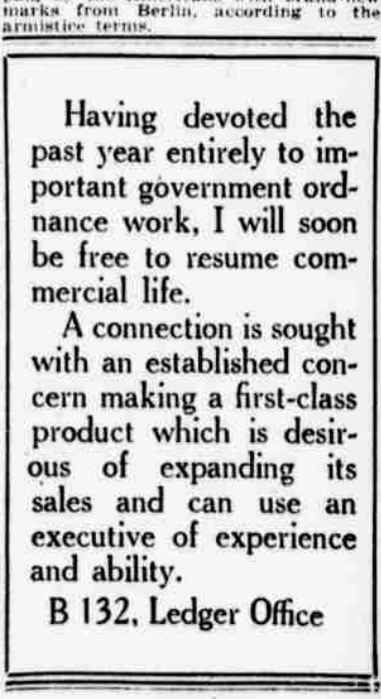 marks from Berlin, according to the
armistice terms.
Having devoted the
past year entirely to im-
portant government ord-
nance work, I will soon
be free to resume com-
mercial life.
A connection is sought
with an established con-
cern making a first-class
product which is desir-
ous of expanding its
sales and can use an
executive of experience
and ability.
B 132, Ledger Office